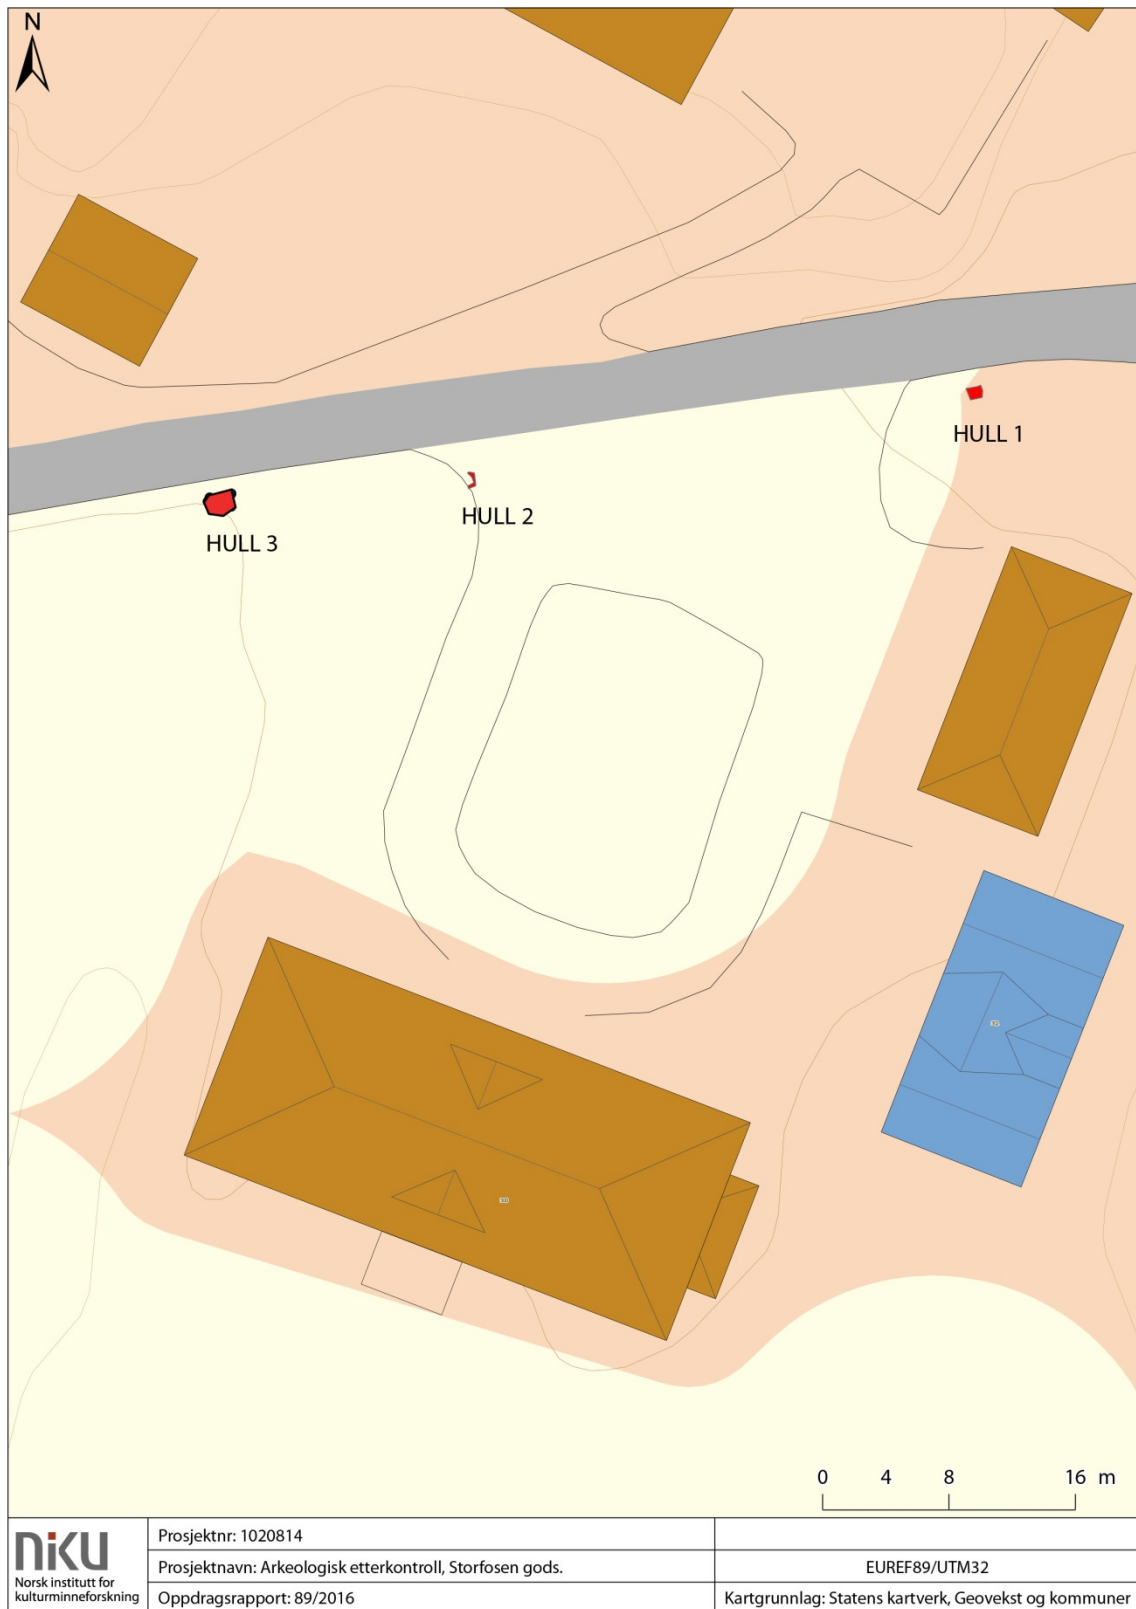 N
HULL 1
HULL 2
HULL 3
0 4 8 16 m
niKU
Norsk institutt for
kulturminneforskning
Prosjektnr: 1020814
Prosjektnavn: Arkeologisk etterkontroll, Storfosen gods.
EUREF89/UTM32
Oppdragsrapport: 89/2016
Kartgrunnlag: Statens kartverk, Geovekst og kommuner